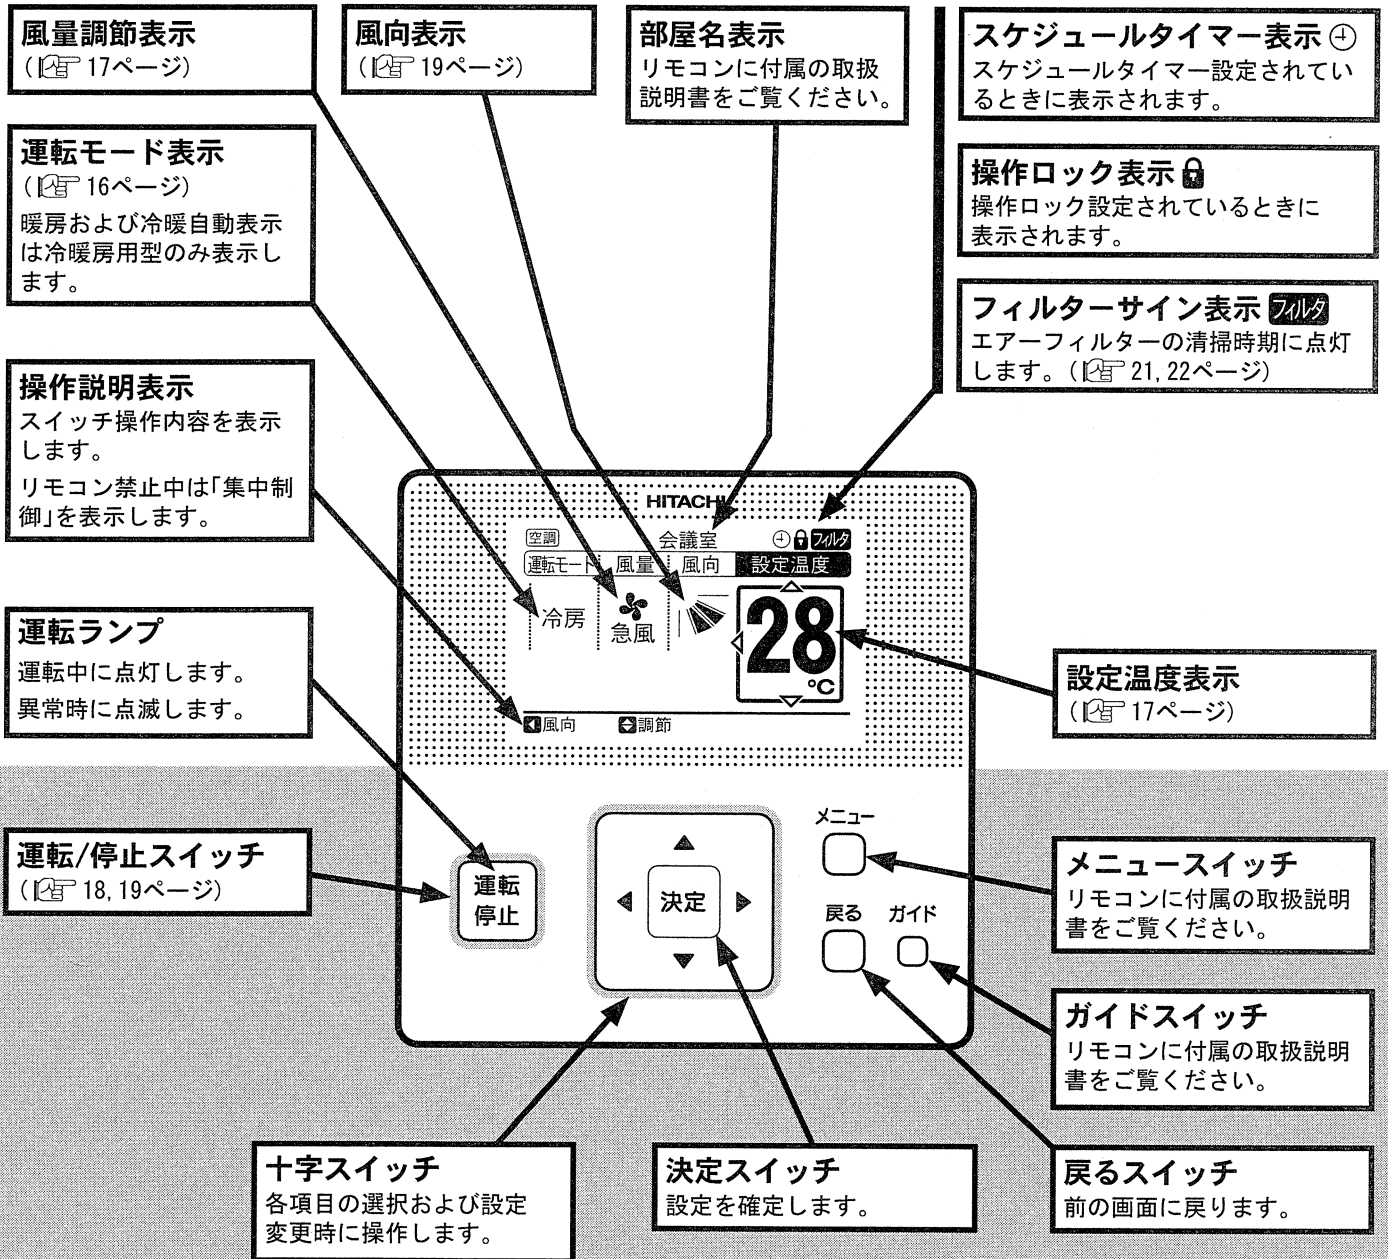 風量調節表示
(17ページ)
風向表示
(19ページ)
部屋名表示
リモコンに付属の取扱
説明書をご覧ください。
スケジュールタイマー表示
スケジュールタイマー設定されてい
るときに表示されます。
運転モード表示
(16ページ)
暖房および冷暖自動表示
は冷暖房用型のみ表示し
ます。
操作ロック表示
操作ロック設定されているときに
表示されます。
フィルターサイン表示 フィルタ
エアーフィルターの清掃時期に点灯
します。(21,22ページ)
操作説明表示
スイッチ操作内容を表示
します。
リモコン禁止中は「集中制
御」を表示します。
運転ランプ
運転中に点灯します。
異常時に点滅します。
運転/停止スイッチ
(18,19ページ)
HITACHI
空調 会議室 フィルタ
運転モード 風量 風向 設定温度
冷房 急風 28
℃
風向 調節
設定温度表示
(17ページ)
運転
停止
決定
メニュー
戻る ガイド
メニュースイッチ
リモコンに付属の取扱説明
書をご覧ください。
ガイドスイッチ
リモコンに付属の取扱説明
書をご覧ください。
十字スイッチ
各項目の選択および設定
変更時に操作します。
決定スイッチ
設定を確定します。
戻るスイッチ
前の画面に戻ります。